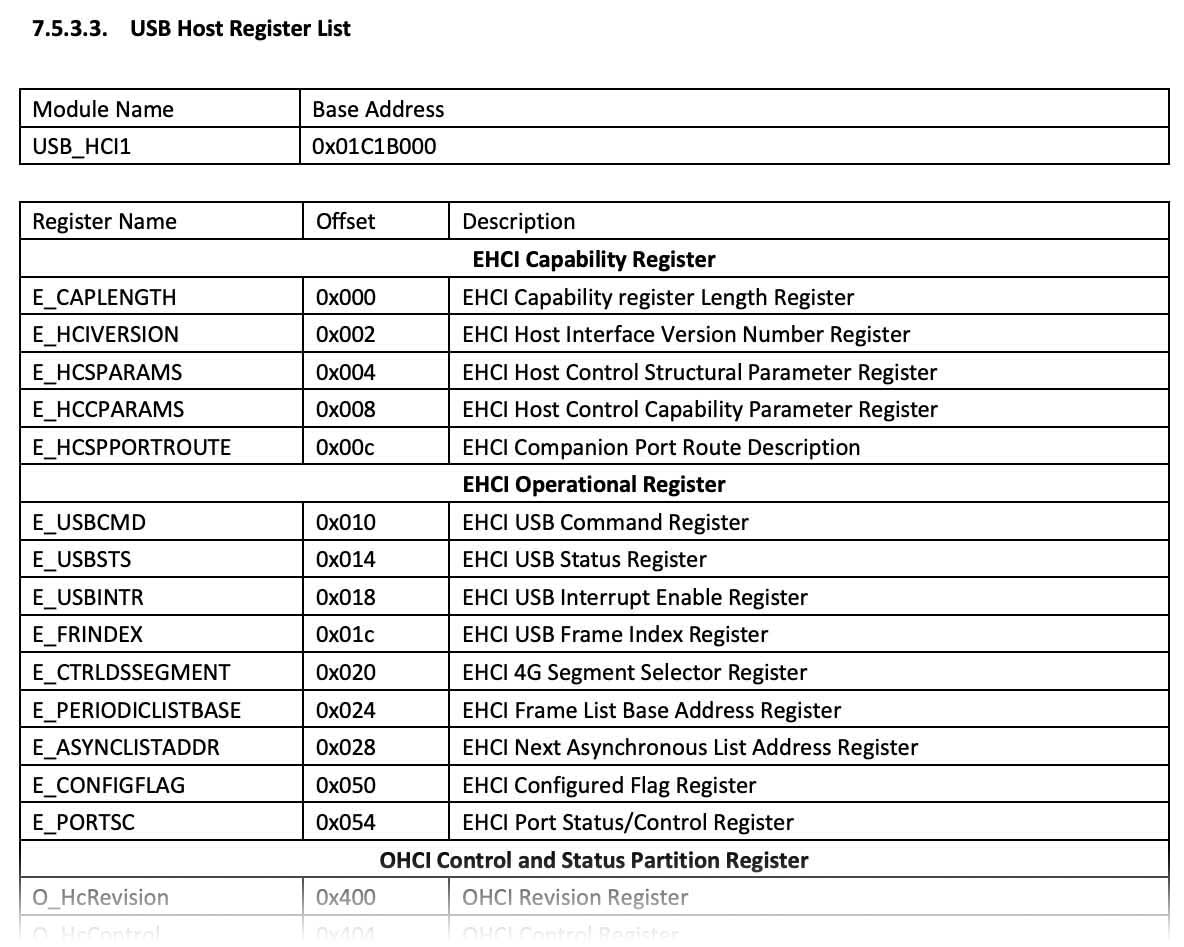 7.5.3.3. USB Host Register List
Module Name Base Address
USB_HCI1 0x01C1B000
Register Name Offset Description
EHCI Capability Register
E_CAPLENGTH 0x000 EHCI Capability register Length Register
E_HCIVERSION 0x002 EHCI Host Interface Version Number Register
E_HCSPARAMS 0x004 EHCI Host Control Structural Parameter Register
E_HCCPARAMS 0x008 EHCI Host Control Capability Parameter Register
E_HCSPPORTROUTE 0x00c EHCI Companion Port Route Description
EHCI Operational Register
E_USBCMD 0x010 EHCI USB Command Register
E_USBSTS 0x014 EHCI USB Status Register
E_USBINTR 0x018 EHCI USB Interrupt Enable Register
E_FRINDEX 0x01c EHCI USB Frame Index Register
E_CTRLDSSEGMENT 0x020 EHCI 4G Segment Selector Register
E_PERIODICLISTBASE 0x024 EHCI Frame List Base Address Register
E_ASYNCLISTADDR 0x028 EHCI Next Asynchronous List Address Register
E_CONFIGFLAG 0x050 EHCI Configured Flag Register
E_PORTSC 0x054 EHCI Port Status/Control Register
OHCI Control and Status Partition Register
O_HcRevision 0x400 OHCI Revision Register
O_HcControl 0x404 OHCI Control Register